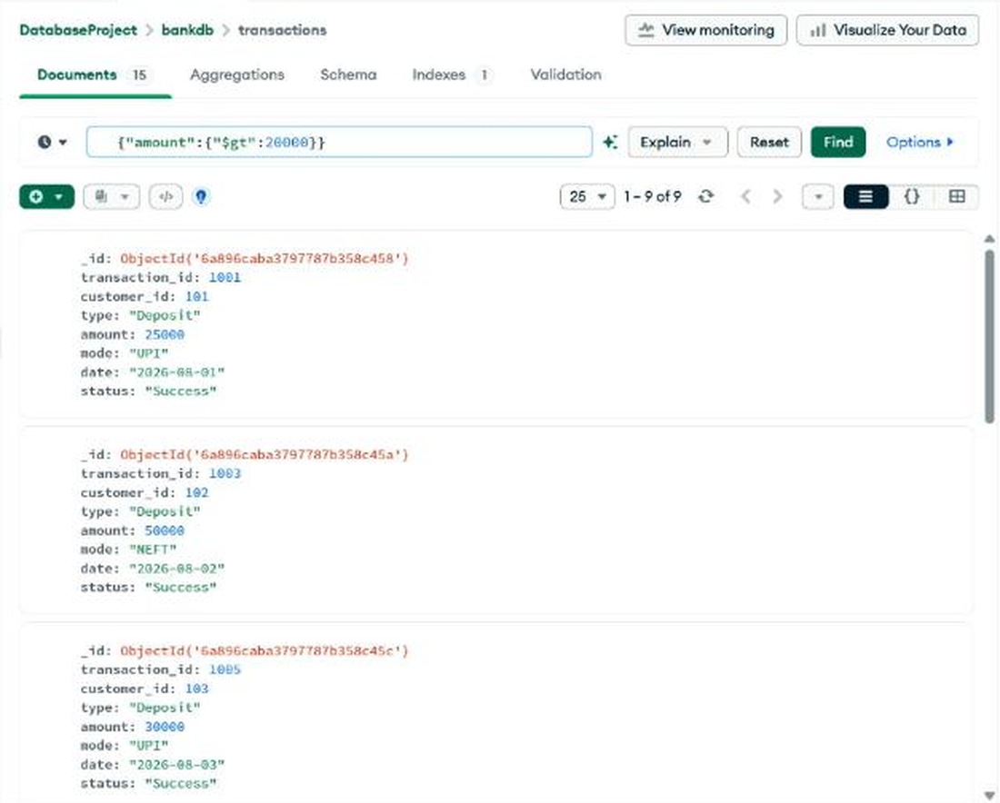 DatabaseProject > bankdb > transactions
View monitoring
Visualize Your Data
Documents 15 Aggregations Schema Indexes 1 Validation
{"amount":{"$gt":20000}}
Explain Reset Find Options
25 1 – 9 of 9
</>
{}
_id: ObjectId('6a896caba3797787b358c458')
transaction_id: 1001
customer_id: 101
type: "Deposit"
amount: 25000
mode: "UPI"
date: "2026-08-01"
status: "Success"
_id: ObjectId('6a896caba3797787b358c45a')
transaction_id: 1003
customer_id: 102
type: "Deposit"
amount: 50000
mode: "NEFT"
date: "2026-08-02"
status: "Success"
_id: ObjectId('6a896caba3797787b358c45c')
transaction_id: 1005
customer_id: 103
type: "Deposit"
amount: 30000
mode: "UPI"
date: "2026-08-03"
status: "Success"